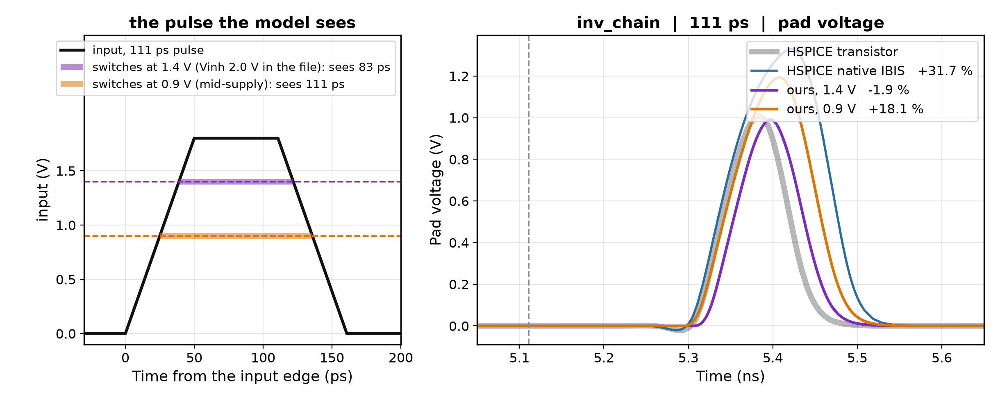 the pulse the model sees
input, 111 ps pulse
switches at 1.4 V (Vinh 2.0 V in the file): sees 83 ps
switches at 0.9 V (mid-supply): sees 111 ps
input (V)
1.5
1.0
0.5
0.0
0 50 100 150 200
Time from the input edge (ps)
inv_chain | 111 ps | pad voltage
HSPICE transistor
HSPICE native IBIS +31.7 %
ours, 1.4 V -1.9 %
ours, 0.9 V +18.1 %
Pad voltage (V)
1.2
1.0
0.8
0.6
0.4
0.2
0.0
5.1 5.2 5.3 5.4 5.5 5.6
Time (ns)